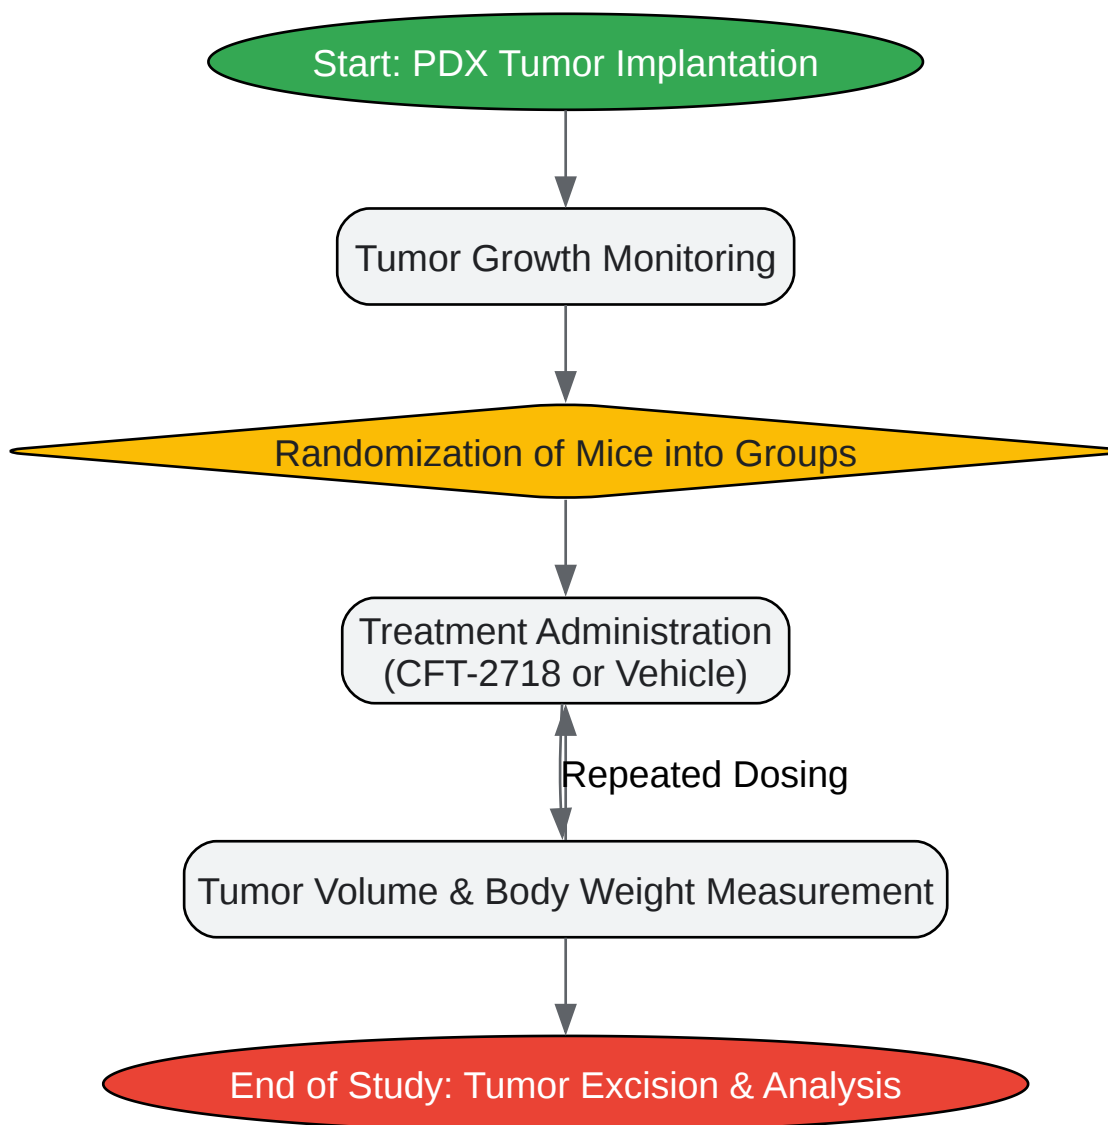 Start: PDX Tumor Implantation
Tumor Growth Monitoring
Randomization of Mice into Groups
Treatment Administration
(CFT-2718 or Vehicle)
Repeated Dosing
Tumor Volume & Body Weight Measurement
End of Study: Tumor Excision & Analysis